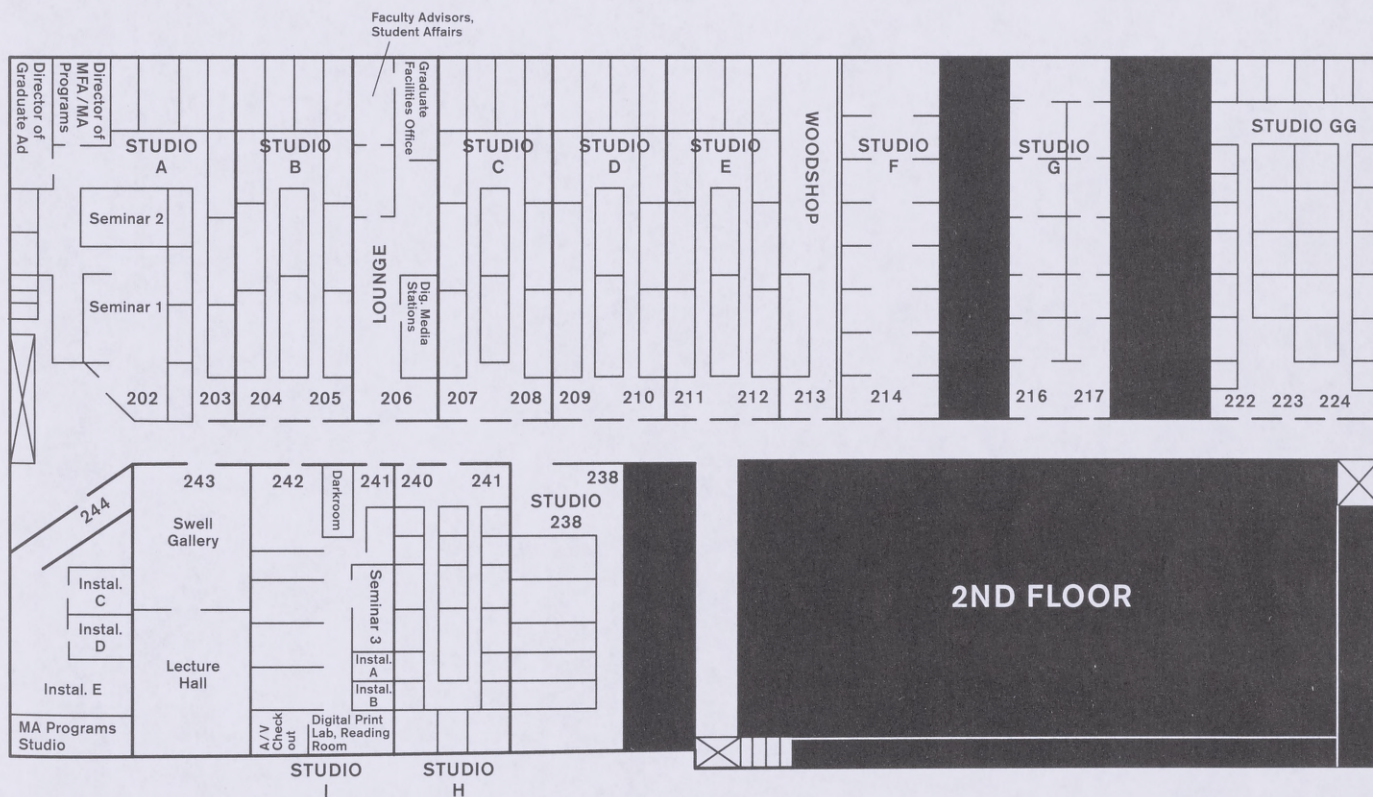 Faculty Advisors,
Student Affairs
Director of
Graduate Ad
Director of
MFA/MA
Programs
Graduate
Facilities Office
STUDIO
A
STUDIO
B
STUDIO
C
STUDIO
D
STUDIO
E
WOODSHOP
STUDIO
F
STUDIO
G
STUDIO GG
Seminar 2
Seminar 1
LOUNGE
Dig. Media
Stations
202
203
204
205
206
207
208
209
210
211
212
213
214
216
217
222
223
224
244
243
242
Darkroom
241
240
241
238
STUDIO
238
Swell
Gallery
Instal.
C
Instal.
D
Instal. E
MA Programs
Studio
Lecture
Hall
Seminar 3
Instal.
A
Instal.
B
A/V
Check
out
Digital Print
Lab, Reading
Room
STUDIO
I
STUDIO
H
2ND FLOOR